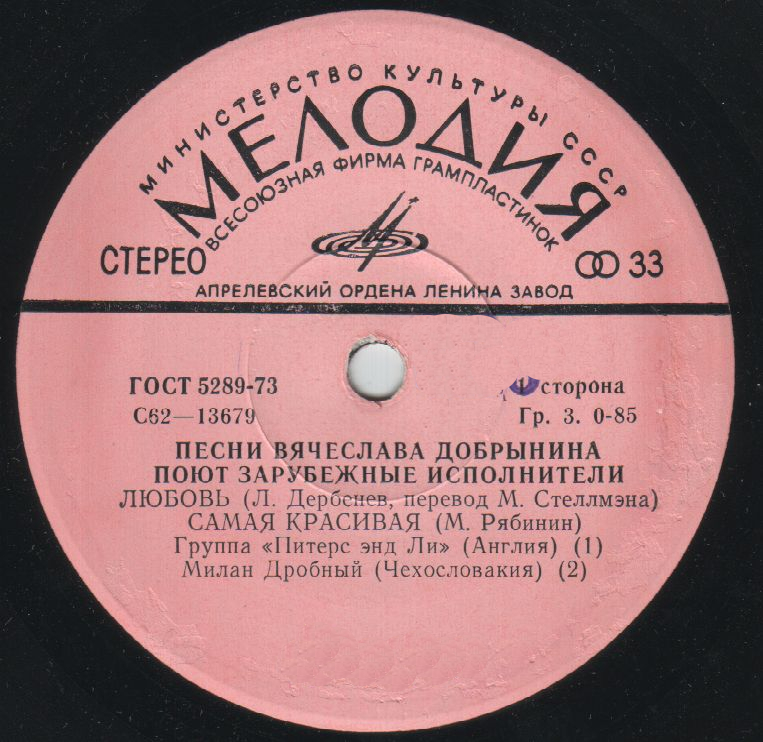 МИНИСТЕРСТВО КУЛЬТУРЫ СССР
МЕЛОДИЯ
ВСЕСОЮЗНАЯ ФИРМА ГРАМПЛАСТИНОК
СТЕРЕО
33
АПРЕЛЕВСКИЙ ОРДЕНА ЛЕНИНА ЗАВОД
ГОСТ 5289-73
сторона
С62—13679
Гр. 3. 0-85
ПЕСНИ ВЯЧЕСЛАВА ДОБРЫНИНА
ПОЮТ ЗАРУБЕЖНЫЕ ИСПОЛНИТЕЛИ
ЛЮБОВЬ (Л. Дербенев, перевод М. Стеллмэна)
САМАЯ КРАСИВАЯ (М. Рябинин)
Группа «Питерс энд Ли» (Англия) (1)
Милан Дробный (Чехословакия) (2)